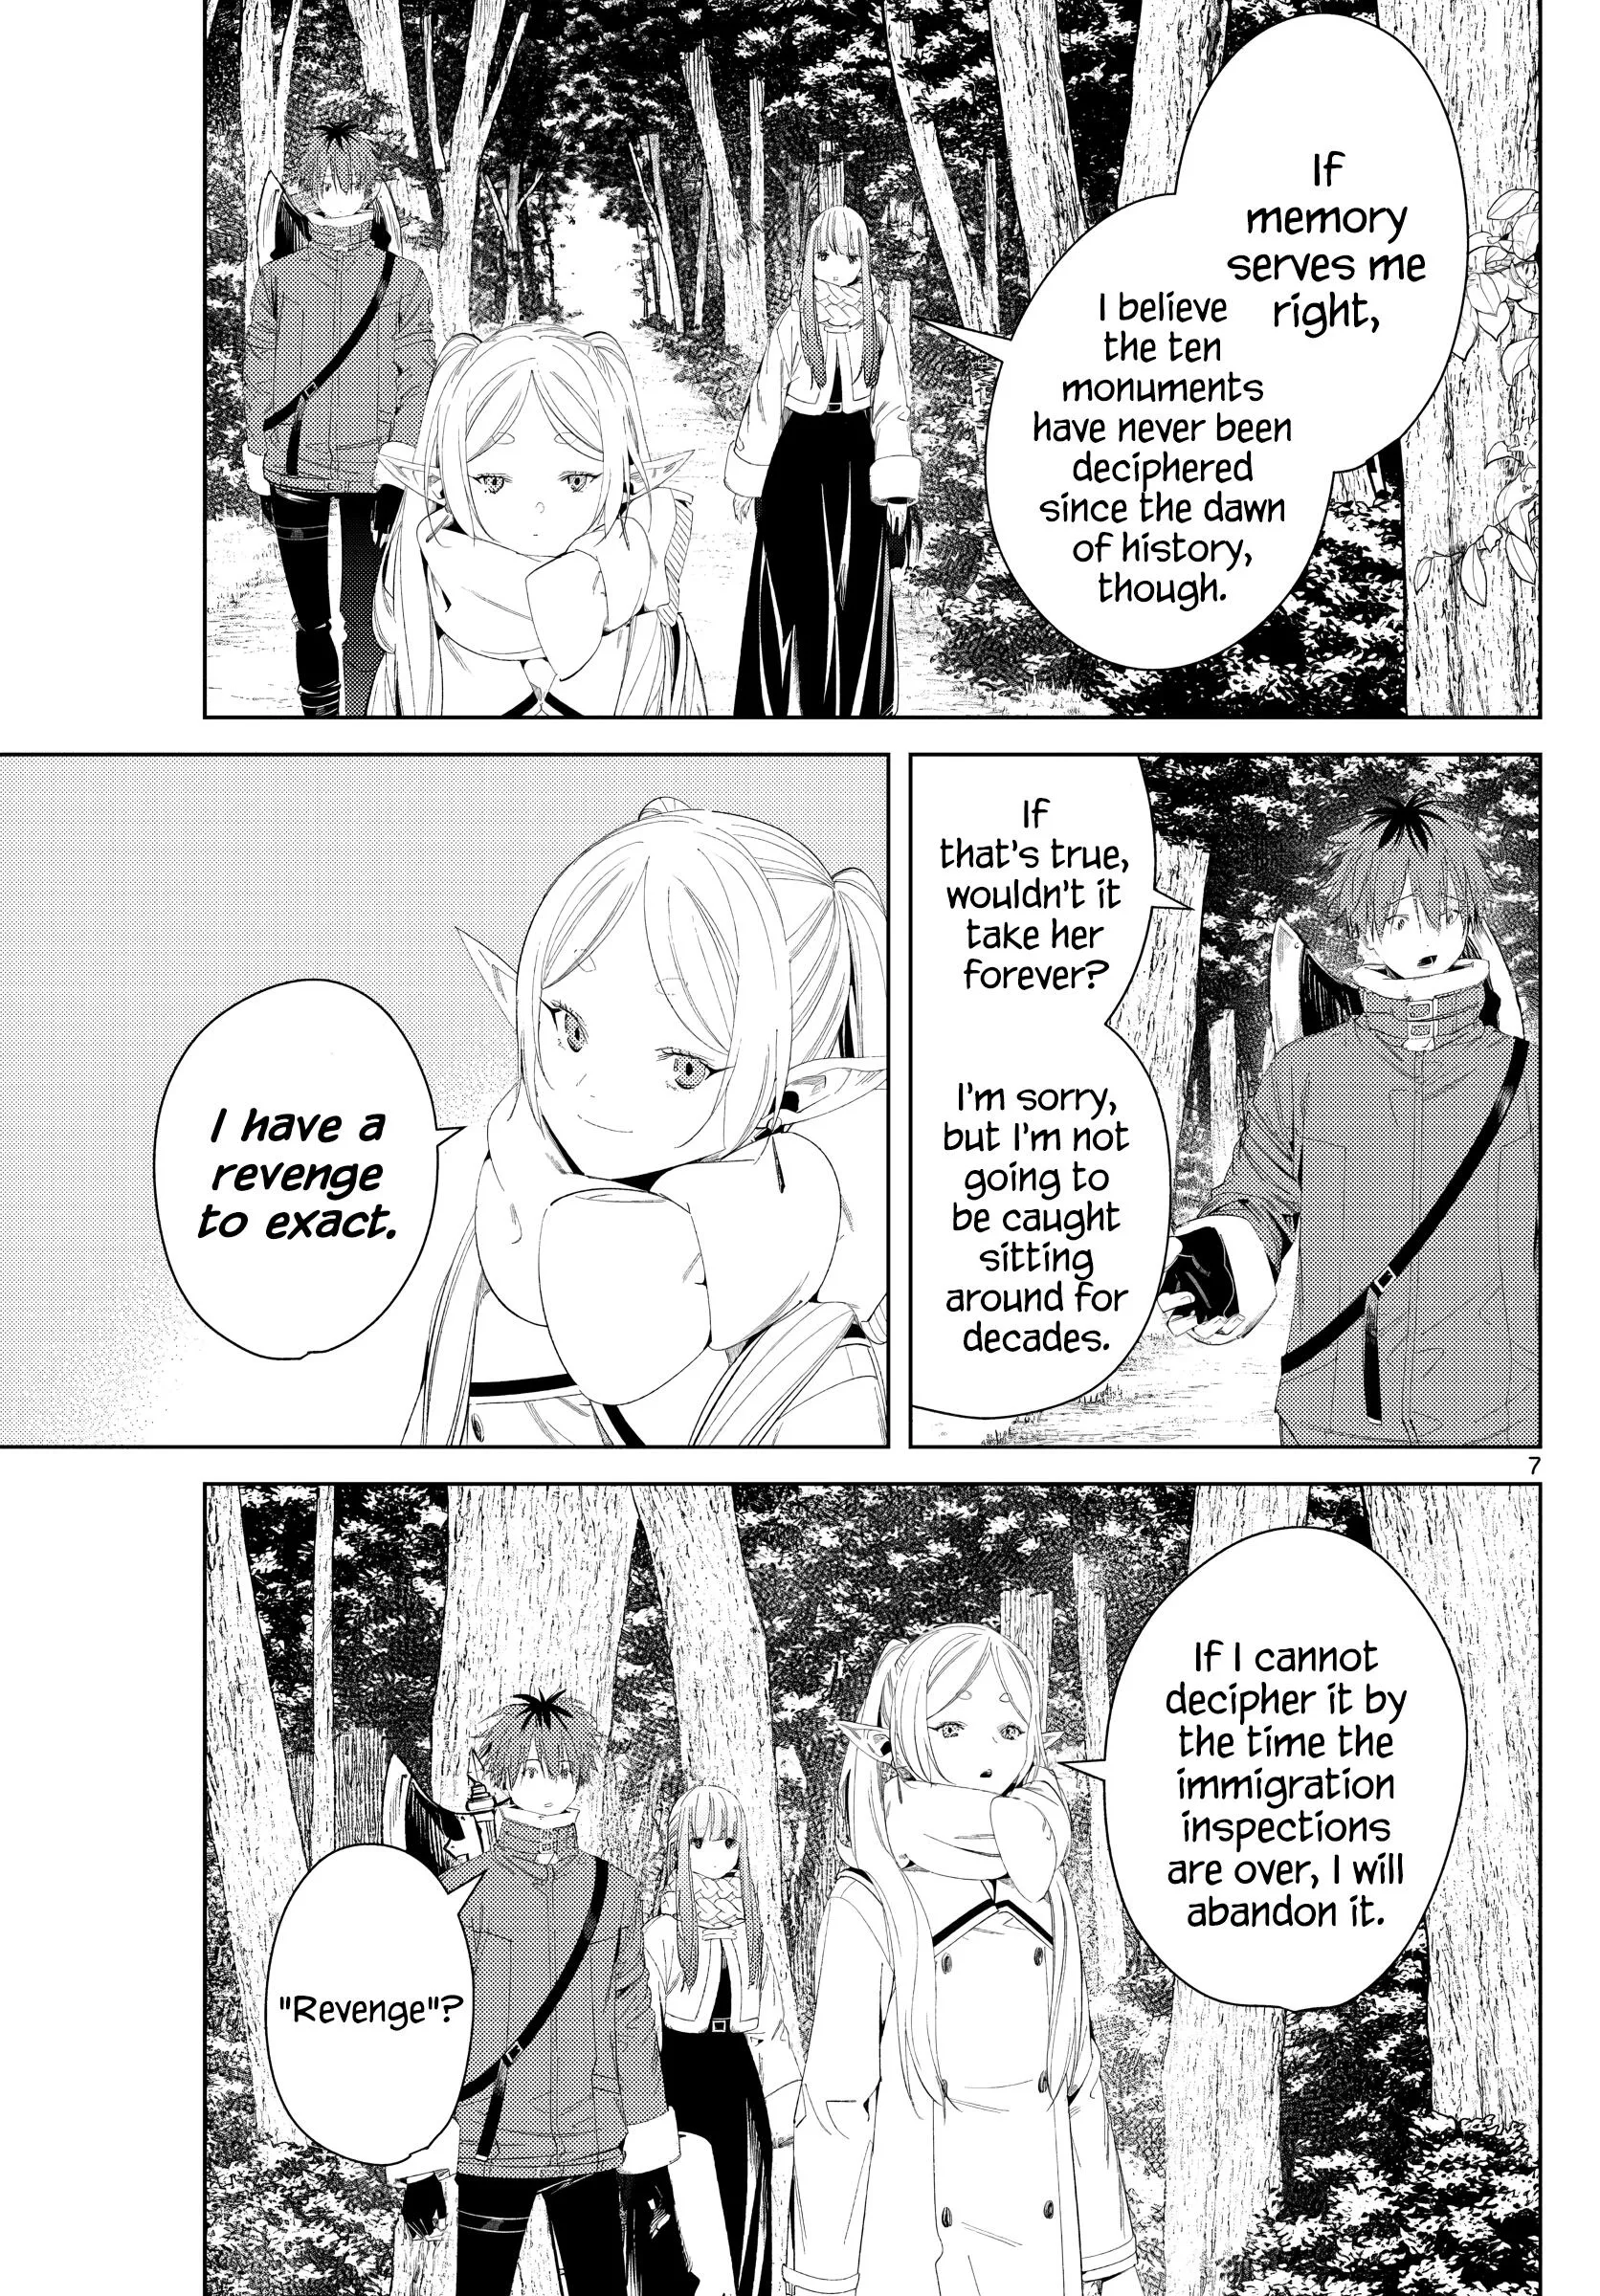 If
memory
serves me
right,
I believe
the ten
monuments
have never been
deciphered
since the dawn
of history,
though.
If
that's true,
wouldn't it
take her
forever?
I'm sorry,
but I'm not
going to
be caught
sitting
around for
decades.
I have a
revenge
to exact.
7
If I cannot
decipher it by
the time the
immigration
inspections
are over, I will
abandon it.
"Revenge"?